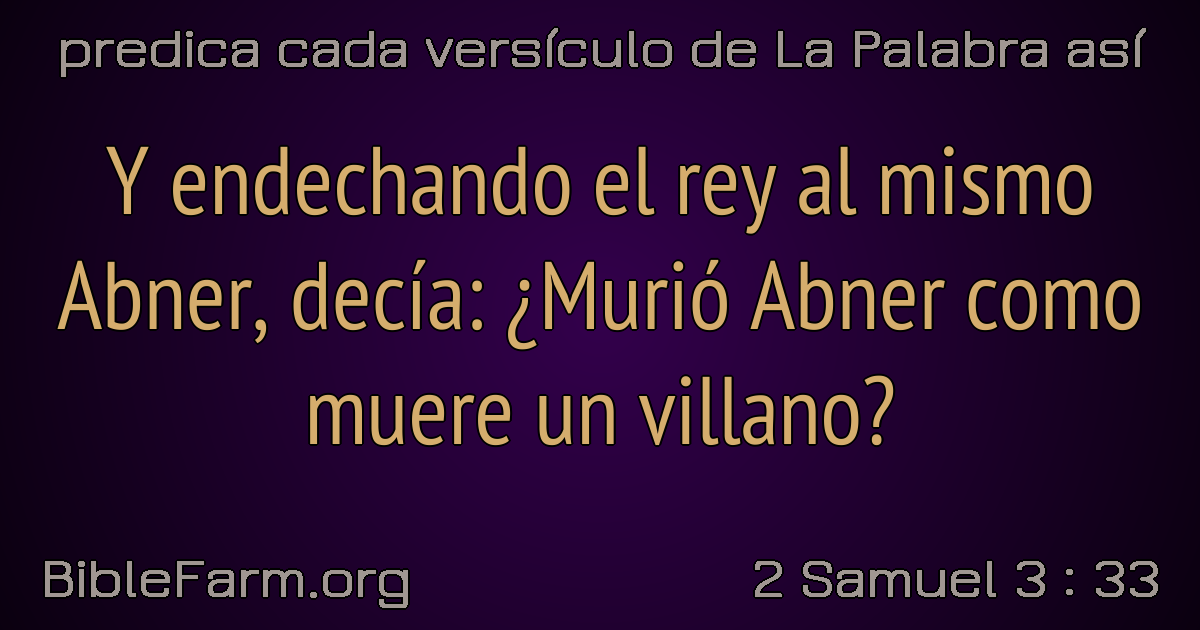 predica cada versículo de La Palabra así
Y endechando el rey al mismo
Abner, decía: ¿Murió Abner como
muere un villano?
BibleFarm.org
2 Samuel 3 : 33